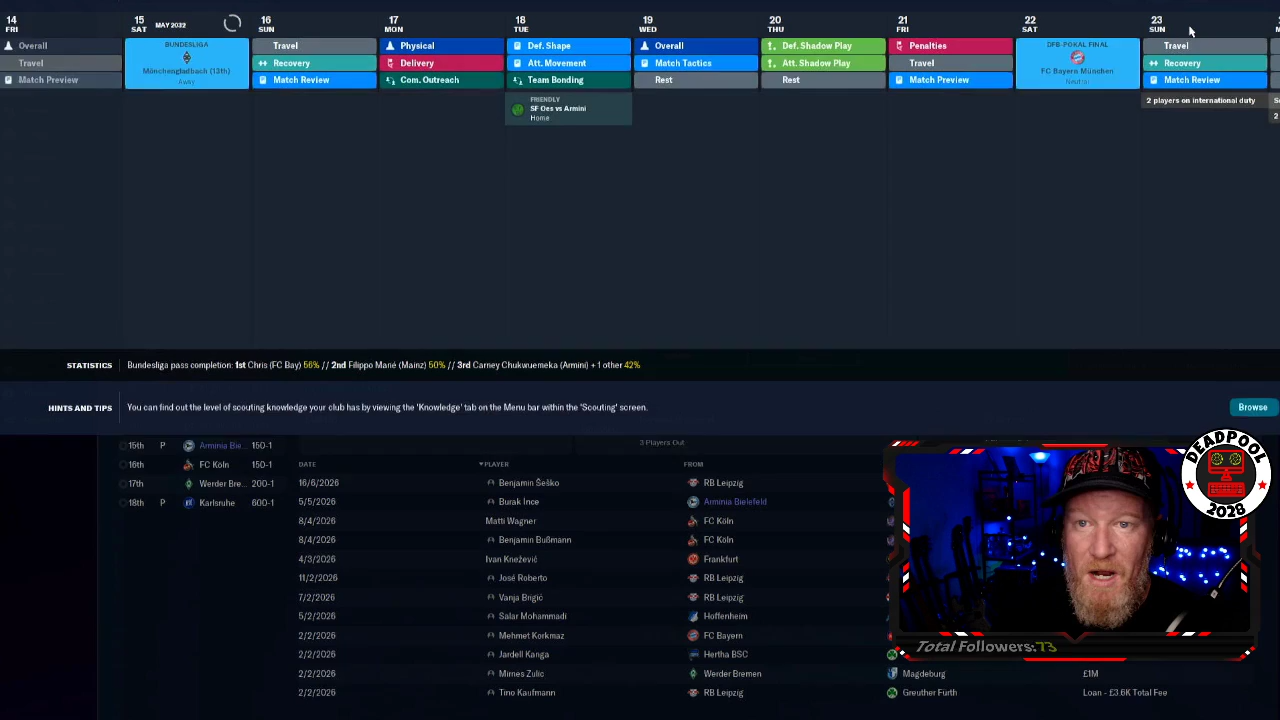 14
FRI
15
SAT
MAY 2032
16
SUN
17
MON
18
TUE
19
WED
20
THU
21
FRI
22
SAT
23
SUN
Overall
Travel
Match Preview
BUNDESLIGA
Mönchengladbach (13th)
Away
Travel
Recovery
Match Review
Physical
Delivery
Com. Outreach
Def. Shape
Att. Movement
Team Bonding
FRIENDLY
SF Oes vs Armini
Home
Overall
Match Tactics
Rest
Def. Shadow Play
Att. Shadow Play
Rest
Penalties
Travel
Match Preview
DFB-POKAL FINAL
FC Bayern München
Neutral
Travel
Recovery
Match Review
2 players on international duty
2
STATISTICS
Bundesliga pass completion: 1st Chris (FC Bay) 56% // 2nd Filippo Marié (Mainz) 50% // 3rd Carney Chukwuemeka (Armini) + 1 other 42%
HINTS AND TIPS
You can find out the level of scouting knowledge your club has by viewing the 'Knowledge' tab on the Menu bar within the 'Scouting' screen.
Browse
15th P Arminia Bie... 150-1
16th FC Köln 150-1
17th Werder Bre... 200-1
18th P Karlsruhe 600-1
3 Players Out
DATE PLAYER FROM
16/6/2026 Benjamin Šeško RB Leipzig
5/5/2026 Burak İnce Arminia Bielefeld
8/4/2026 Matti Wagner FC Köln
8/4/2026 Benjamin Bußmann FC Köln
4/3/2026 Ivan Knežević Frankfurt
11/2/2026 José Roberto RB Leipzig
7/2/2026 Vanja Brigić RB Leipzig
5/2/2026 Salar Mohammadi Hoffenheim
2/2/2026 Mehmet Korkmaz FC Bayern
2/2/2026 Jardell Kanga Hertha BSC
2/2/2026 Mirnes Zulic Werder Bremen Magdeburg £1M
2/2/2026 Tino Kaufmann RB Leipzig Greuther Fürth Loan - £3.6K Total Fee
DEADPOOL
2028
Total Followers: 73